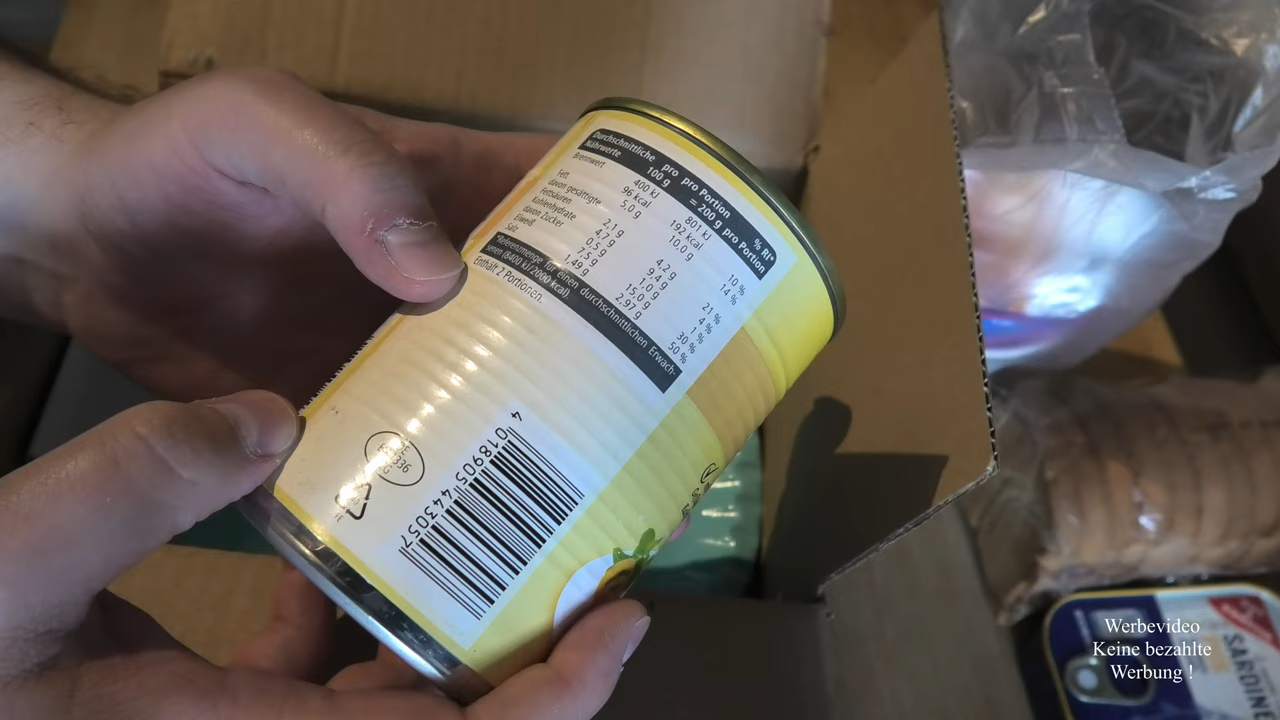 Durchschnittliche pro pro Portion % RI*
Nährwerte 100 g = 200 g pro Portion
Brennwert 400 kJ 801 kJ
96 kcal 192 kcal 10 %
Fett 5,0 g 10,0 g 14 %
davon gesättigte
Fettsäuren 2,1 g 4,2 g 21 %
Kohlenhydrate 4,7 g 9,4 g 4 %
davon Zucker 0,5 g 1,0 g 1 %
Eiweiß 7,5 g 15,0 g 30 %
Salz 1,49 g 2,97 g 50 %
*Referenzmenge für einen durchschnittlichen Erwach-
senen (8400 kJ/2000 kcal).
Enthält 2 Portionen.
4 018905 443057
FE
SARDINE
Werbevideo
Keine bezahlte
Werbung !